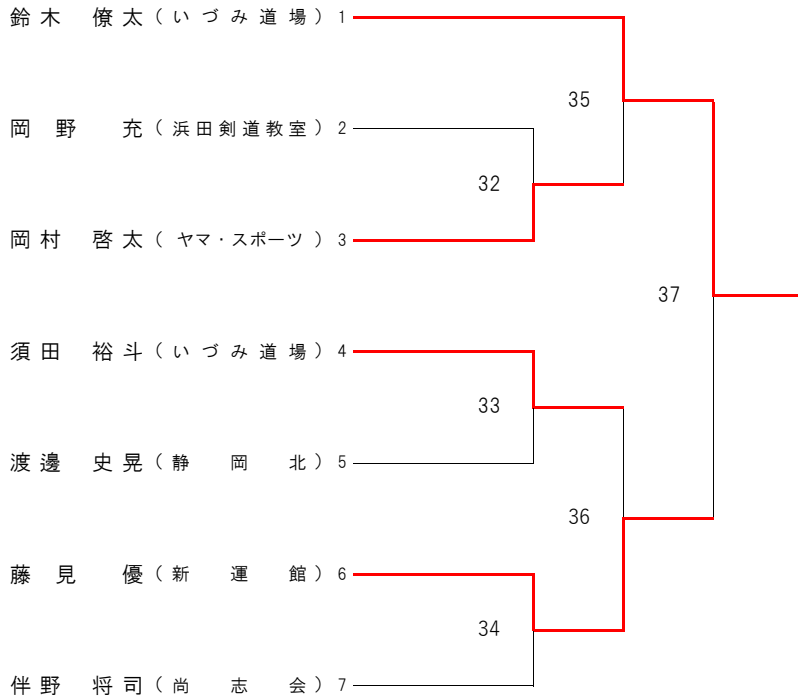 鈴木 僚太（いづみ道場）1
35
岡野 充（浜田剣道教室）2
32
岡村 啓太（ヤマ・スポーツ）3
37
須田 裕斗（いづみ道場）4
33
渡邊 史晃（静岡北）5
36
藤見 優（新運館）6
34
伴野 将司（尚志会）7